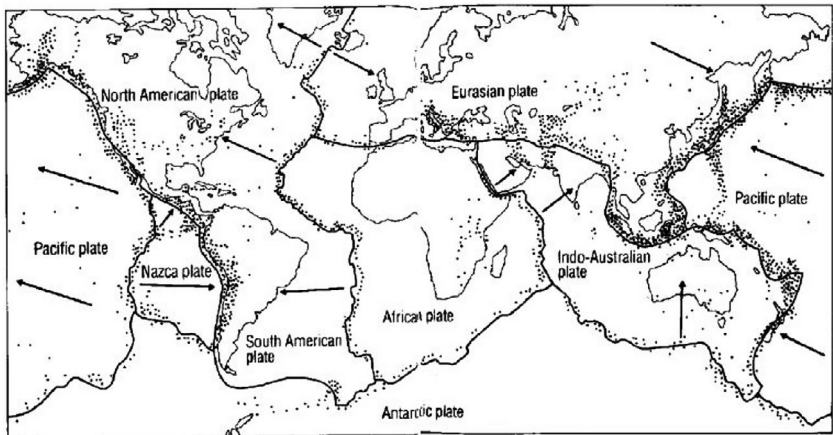 North American plate
Eurasian plate
Pacific plate
Pacific plate
Nazca plate
Indo-Australian
plate
South American
plate
African plate
Antarctic plate